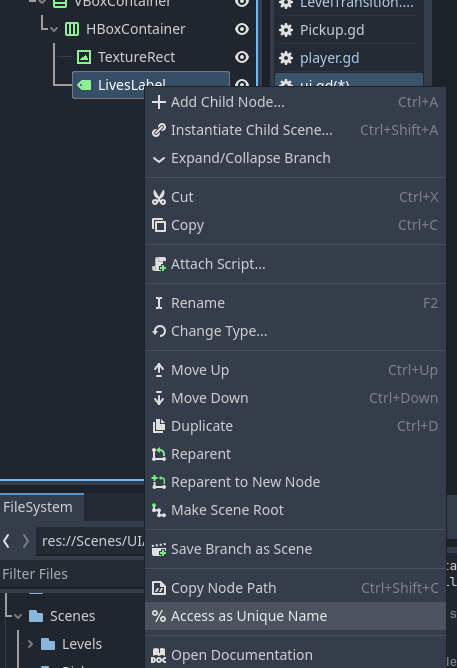 VBoxContainer
LevelTransition....
HBoxContainer
Pickup.gd
TextureRect
player.gd
LivesLabel
ui.gd(*)
Add Child Node... Ctrl+A
Instantiate Child Scene... Ctrl+Shift+A
Expand/Collapse Branch
Cut Ctrl+X
Copy Ctrl+C
Attach Script...
Rename F2
Change Type...
Move Up Ctrl+Up
Move Down Ctrl+Down
Duplicate Ctrl+D
Reparent
Reparent to New Node
Make Scene Root
FileSystem
res://Scenes/UI/
Save Branch as Scene
Filter Files
Copy Node Path Ctrl+Shift+C
Scenes
% Access as Unique Name
Levels
Open Documentation